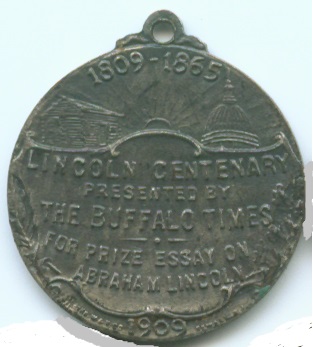 1809-1865
LINCOLN CENTENARY
PRESENTED BY
THE BUFFALO TIMES
FOR PRIZE ESSAY ON
ABRAHAM LINCOLN
1909